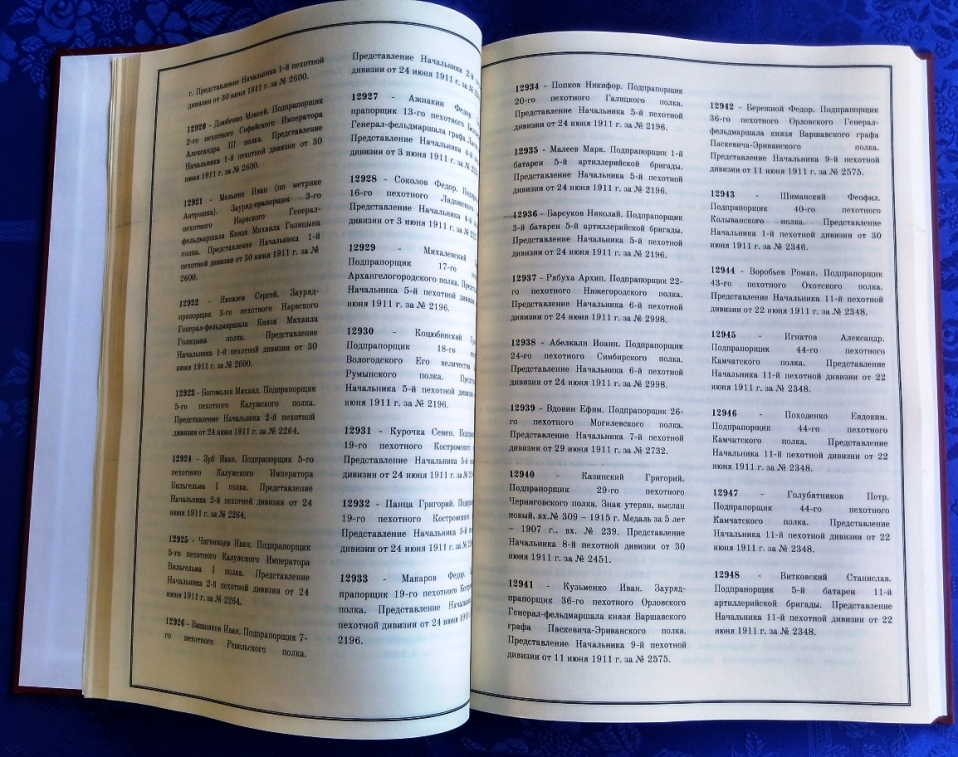 г. Представление Начальника 1-й пехотной
дивизии от 30 июня 1911 г. за № 2600.
12920 - Дзюбенко Моисей. Подпрапорщик
2-го пехотного Софийского Императора
Александра III полка. Представление
Начальника 1-й пехотной дивизии от 30
июня 1911 г. за № 2600.
12921 - Мельник Иван (по метрике
Антрошка). Зауряд-прапорщик 3-го
пехотного Нарвского Генерал-
фельдмаршала Князя Михаила Голицына
полка. Представление Начальника 1-й
пехотной дивизии от 30 июня 1911 г. за №
2600.
12922 - Яковлев Сергей. Зауряд-
прапорщик 3-го пехотного Нарвского
Генерал-фельдмаршала Князя Михаила
Голицына полка. Представление
Начальника 1-й пехотной дивизии от 30
июня 1911 г. за № 2600.
12923 - Богомолов Михаил. Подпрапорщик
5-го пехотного Калужского полка.
Представление Начальника 2-й пехотной
дивизии от 24 июня 1911 г. за № 2264.
12924 - Зуб Иван. Подпрапорщик 5-го
пехотного Калужского Императора
Вильгельма I полка. Представление
Начальника 2-й пехотной дивизии от 24
июня 1911 г. за № 2264.
12925 - Иван. Подпрапорщик
5-го пехотного Калужского Императора
Вильгельма I полка. Представление
Начальника 2-й пехотной дивизии от 24
июня 1911 г. за № 2264.
12926 - Иван. Подпрапорщик 7-
го пехотного Ревельского полка.
Представление Начальника 2-й
дивизии от 24 июня 1911 г. за №
12927 - Ажнакин Федор.
прапорщик 13-го пехотного
Генерал-фельдмаршала графа
Представление Начальника 4-й
дивизии от 3 июня 1911 г. за №
12928 - Соколов Федор.
16-го пехотного Ладожского
Представление Начальника 4-й
дивизии от 3 июня 1911 г. за №
12929 - Михалевский
Подпрапорщик 17-го
Архангелогородского полка.
Начальника 5-й пехотной дивизии
июня 1911 г. за № 2196.
12930 - Коцюбинский
Подпрапорщик 18-го
Вологодского Его величества
Румынского полка.
Начальника 5-й пехотной дивизии
июня 1911 г. за № 2196.
12931 - Курочка Семен.
19-го пехотного Костромского
Представление Начальника 5-й
дивизии от 24 июня 1911 г. за №
12932 - Панца Григорий.
19-го пехотного Костромского
Представление Начальника 5-й
дивизии от 24 июня 1911 г. за №
12933 - Макаров Федор.
прапорщик 19-го пехотного
полка. Представление
пехотной дивизии от 24 июня 1911
2196.
12934 - Попков Никифор. Подпрапорщик
20-го пехотного Галицкого полка.
Представление Начальника 5-й пехотной
дивизии от 24 июня 1911 г. за № 2196.
12935 - Малеев Марк. Подпрапорщик 1-й
батареи 5-й артиллерийской бригады.
Представление Начальника 5-й пехотной
дивизии от 24 июня 1911 г. за № 2196.
12936 - Барсуков Николай. Подпрапорщик
3-й батареи 5-й артиллерийской бригады.
Представление Начальника 5-й пехотной
дивизии от 24 июня 1911 г. за № 2196.
12937 - Рябуха Архип. Подпрапорщик 22-
го пехотного Нижегородского полка.
Представление Начальника 6-й пехотной
дивизии от 24 июня 1911 г. за № 2998.
12938 - Аболкалн Иоанн. Подпрапорщик
24-го пехотного Симбирского полка.
Представление Начальника 6-й пехотной
дивизии от 24 июня 1911 г. за № 2998.
12939 - Вдовин Ефим. Подпрапорщик 26-
го пехотного Могилевского полка.
Представление Начальника 7-й пехотной
дивизии от 29 июня 1911 г. за № 2732.
12940 - Казинский Григорий.
Подпрапорщик 29-го пехотного
Черниговского полка. Знак утерян, выслан
новый, вх.№ 309 – 1915 г. Медаль за 5 лет
– 1907 г., вх. № 239. Представление
Начальника 8-й пехотной дивизии от 30
июня 1911 г. за № 2451.
12941 - Кузьменко Иван. Зауряд-
прапорщик 36-го пехотного Орловского
Генерал-фельдмаршала князя Варшавского
графа Паскевича-Эриванского полка.
Представление Начальника 9-й пехотной
дивизии от 11 июня 1911 г. за № 2575.
12942 - Бережной Федор. Подпрапорщик
36-го пехотного Орловского Генерал-
фельдмаршала князя Варшавского графа
Паскевича-Эриванского полка.
Представление Начальника 9-й пехотной
дивизии от 11 июня 1911 г. за № 2575.
12943 - Шиманский Феофил.
Подпрапорщик 40-го пехотного
Колыванского полка. Представление
Начальника 1-й пехотной дивизии от 30
июня 1911 г. за № 2346.
12944 - Воробьев Роман. Подпрапорщик
43-го пехотного Охотского полка.
Представление Начальника 11-й пехотной
дивизии от 22 июня 1911 г. за № 2348.
12945 - Игнатов Александр.
Подпрапорщик 44-го пехотного
Камчатского полка. Представление
Начальника 11-й пехотной дивизии от 22
июня 1911 г. за № 2348.
12946 - Походенко Евдоким.
Подпрапорщик 44-го пехотного
Камчатского полка. Представление
Начальника 11-й пехотной дивизии от 22
июня 1911 г. за № 2348.
12947 - Голубятников Петр.
Подпрапорщик 44-го пехотного
Камчатского полка. Представление
Начальника 11-й пехотной дивизии от 22
июня 1911 г. за № 2348.
12948 - Витковский Станислав.
Подпрапорщик 5-й батареи 11-й
артиллерийской бригады. Представление
Начальника 11-й пехотной дивизии от 22
июня 1911 г. за № 2348.